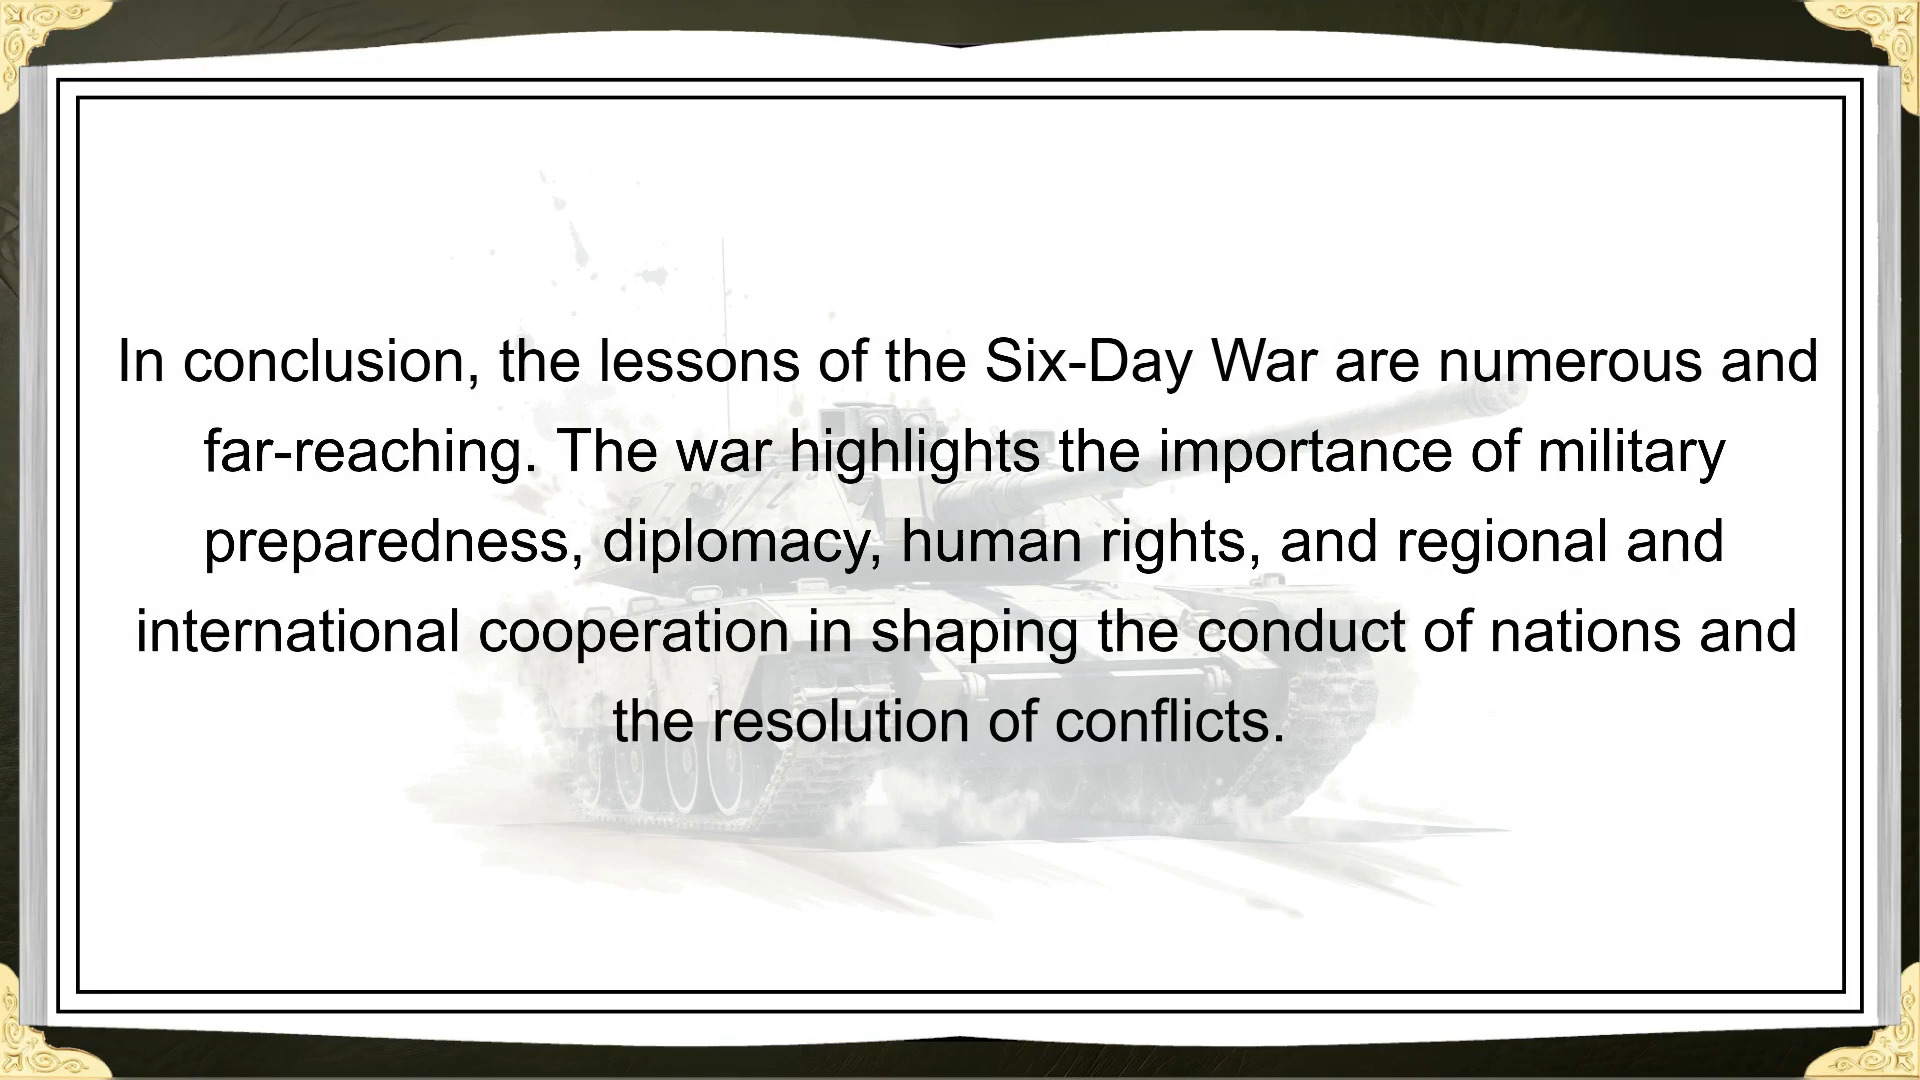 In conclusion, the lessons of the Six-Day War are numerous and
far-reaching. The war highlights the importance of military
preparedness, diplomacy, human rights, and regional and
international cooperation in shaping the conduct of nations and
the resolution of conflicts.